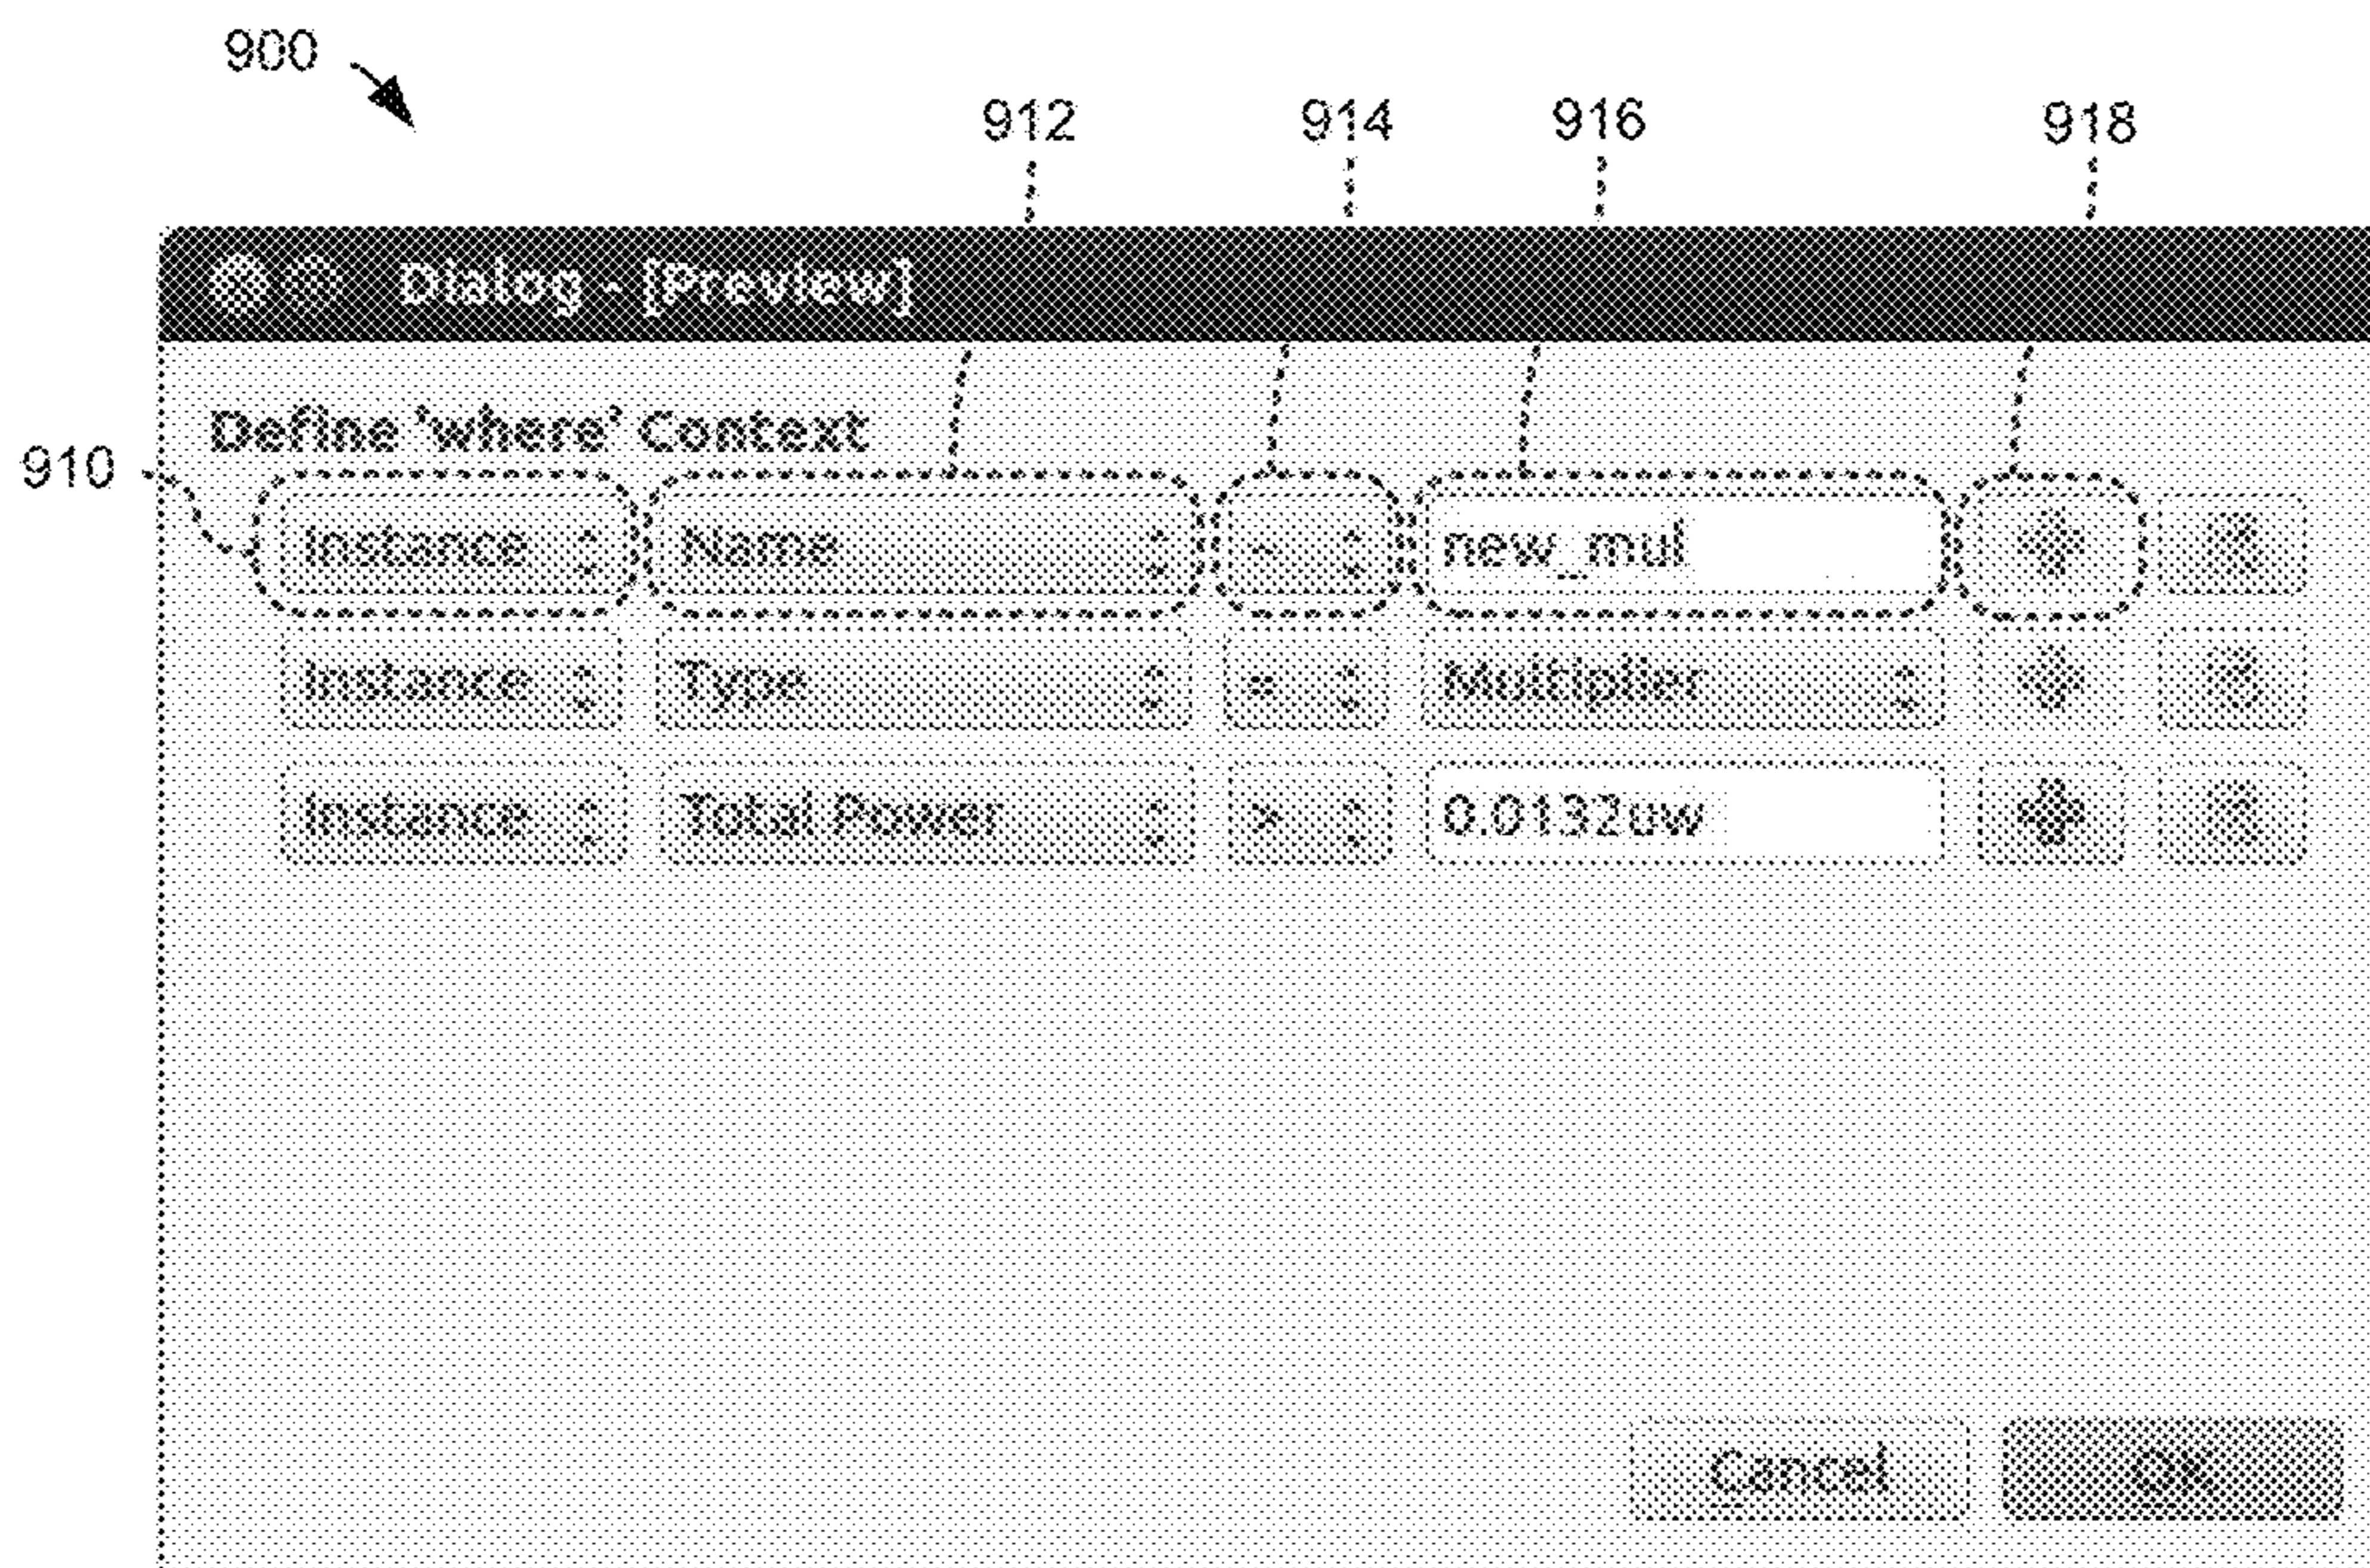 900
912 914 916 918
Dialog - [Preview]
Define 'where' Context
910
Instance Name ~ new_mul
Instance Type = Multiplier
Instance Total Power > 0.0132uw
Cancel OK